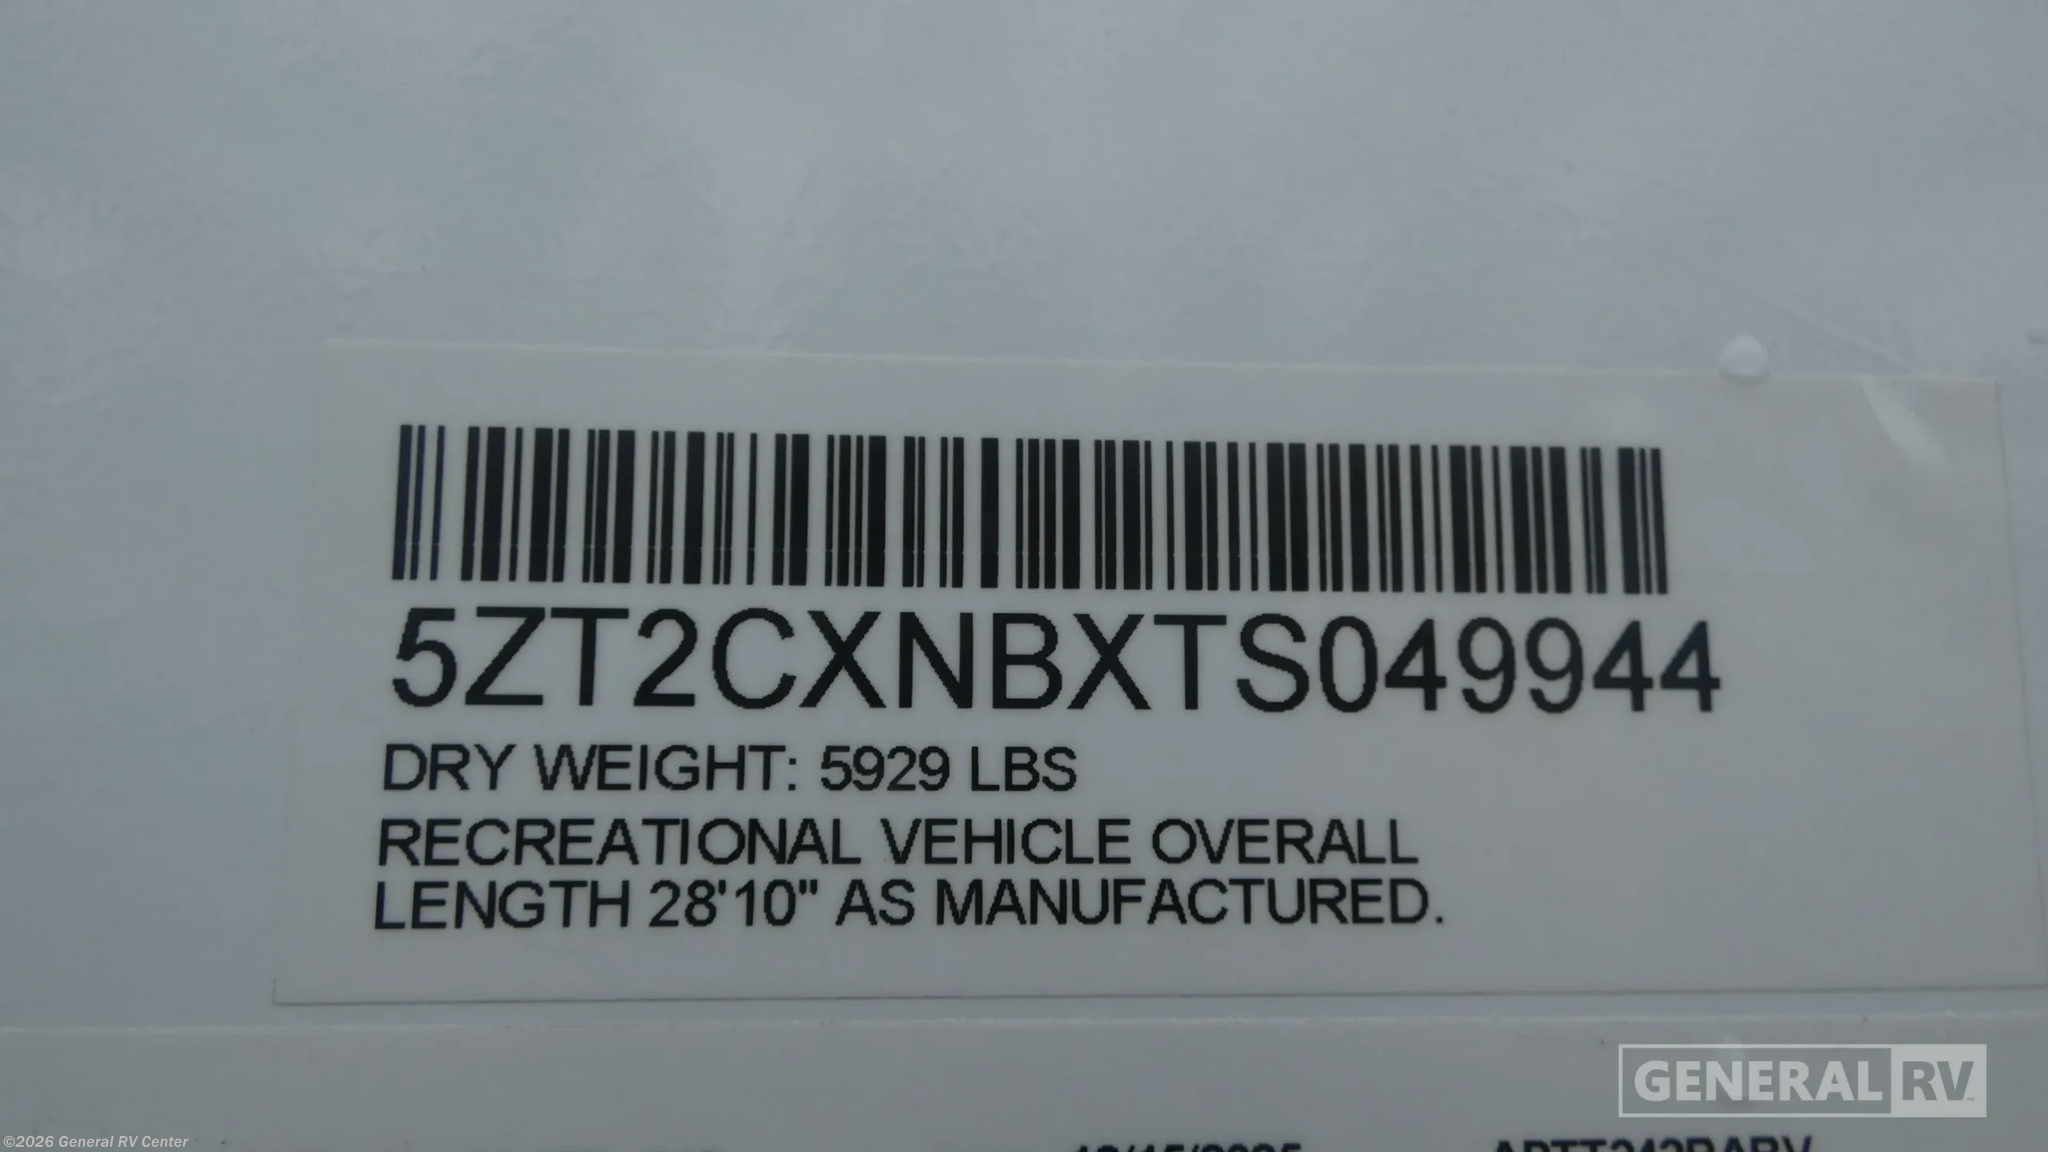 5ZT2CXNBXTS049944
DRY WEIGHT: 5929 LBS
RECREATIONAL VEHICLE OVERALL
LENGTH 28'10" AS MANUFACTURED.
GENERAL RV
©2026 General RV Center